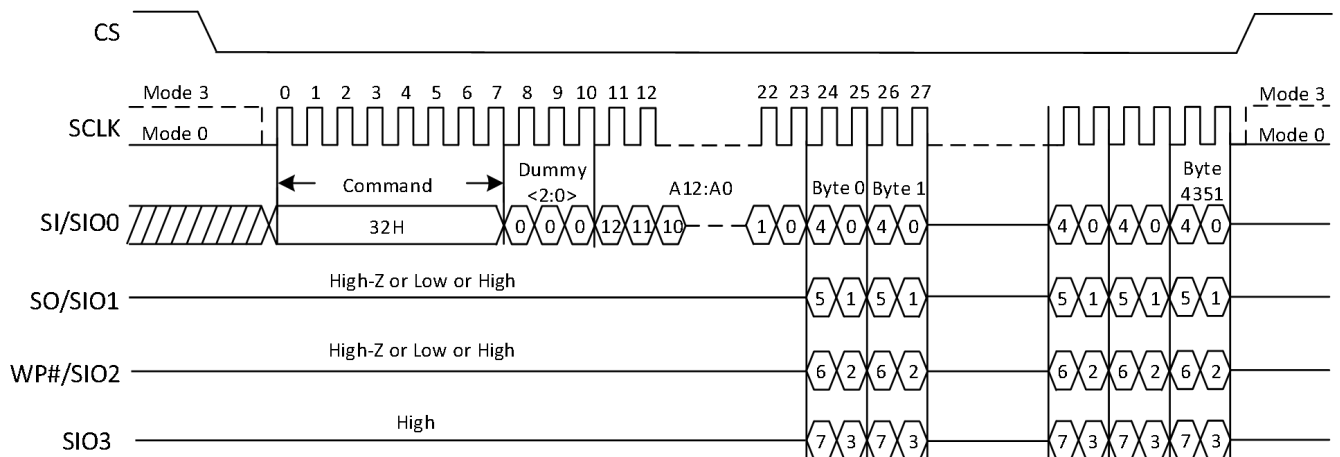 CS
0 1 2 3 4 5 6 7 8 9 10 11 12 22 23 24 25 26 27
Mode 3 Mode 3
SCLK
Mode 0 Mode 0
Dummy Byte
Command <2:0> A12:A0 Byte 0 Byte 1 4351
SI/SIO0 32H 0 0 0 12 11 10 1 0 4 0 4 0 4 0 4 0 4 0
High-Z or Low or High
SO/SIO1 5 1 5 1 5 1 5 1 5 1
High-Z or Low or High
WP#/SIO2 6 2 6 2 6 2 6 2 6 2
High
SIO3 7 3 7 3 7 3 7 3 7 3